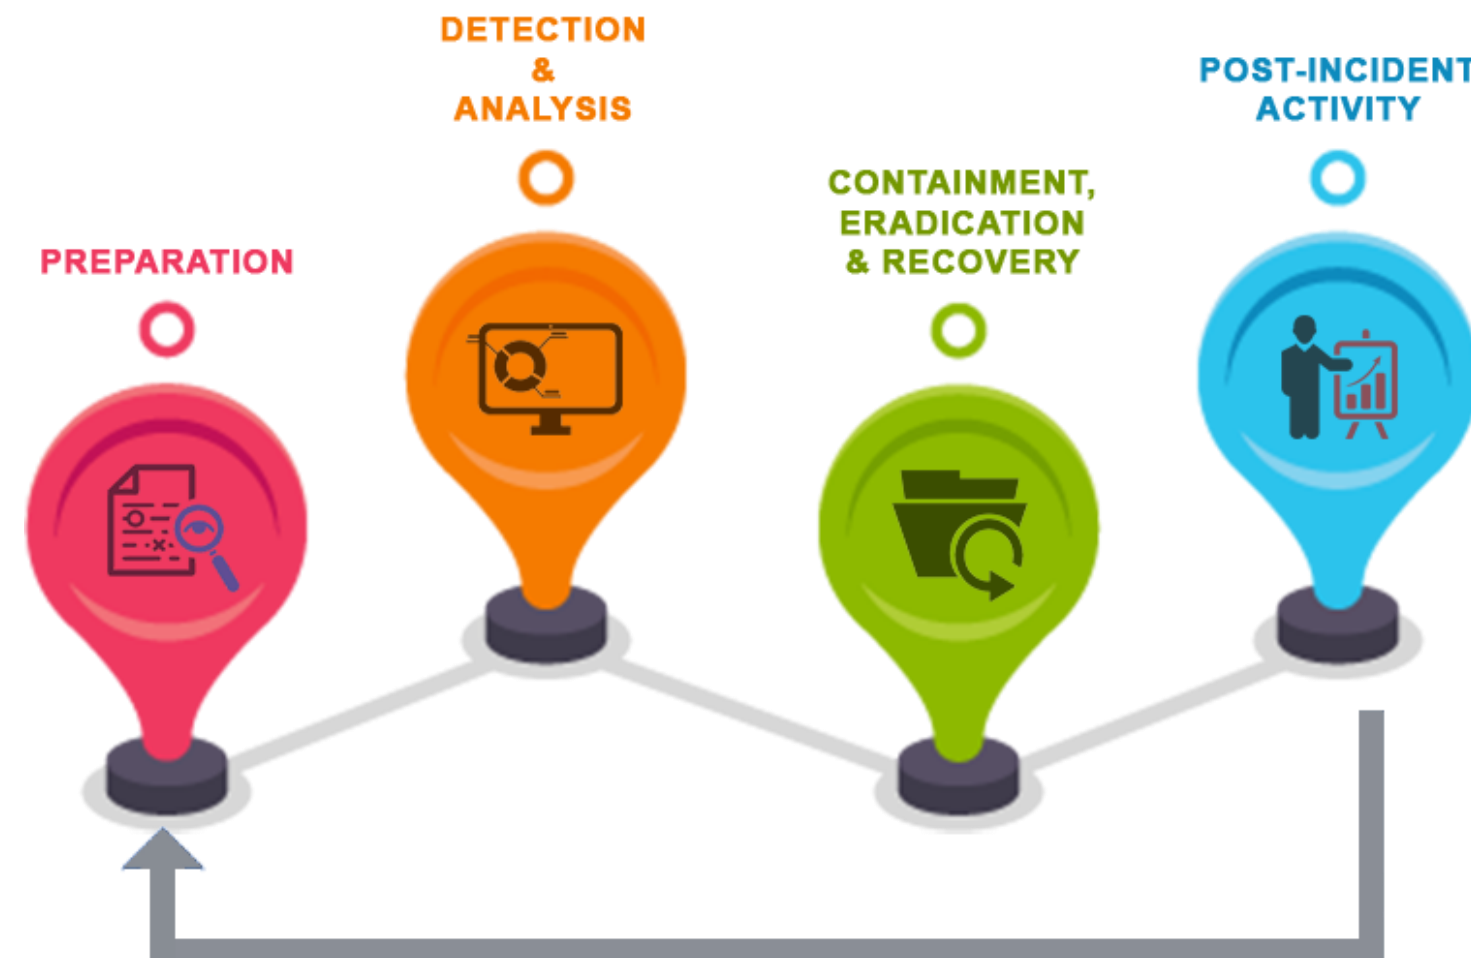 PREPARATION
DETECTION
&
ANALYSIS
CONTAINMENT,
ERADICATION
& RECOVERY
POST-INCIDENT
ACTIVITY